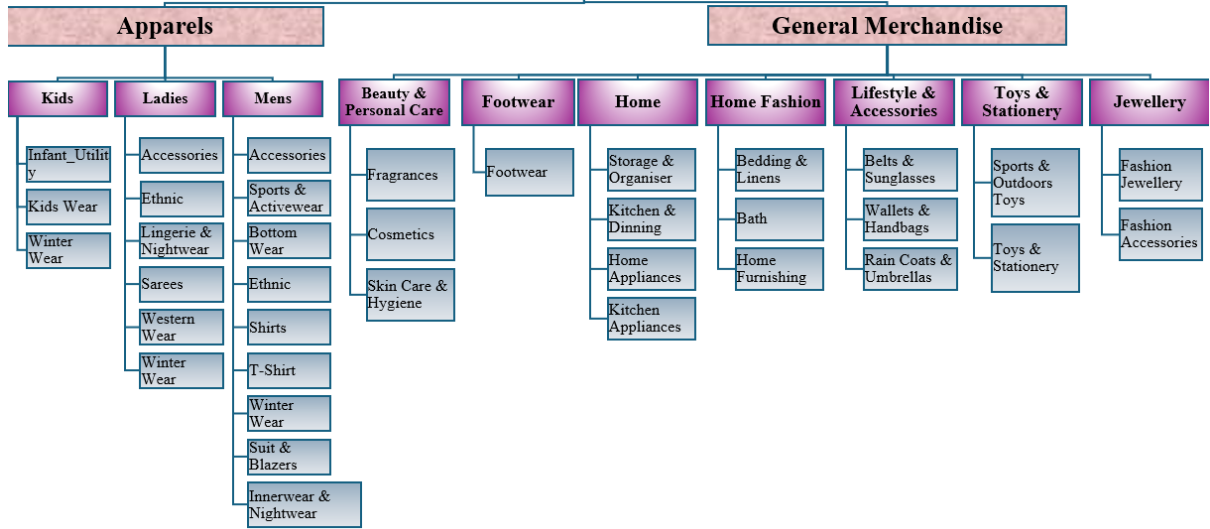 Apparels
General Merchandise
Kids
Ladies
Mens
Beauty &
Personal Care
Footwear
Home
Home Fashion
Lifestyle &
Accessories
Toys &
Stationery
Jewellery
Infant_Utilit
y
Kids Wear
Winter
Wear
Accessories
Ethnic
Lingerie &
Nightwear
Sarees
Western
Wear
Winter
Wear
Accessories
Sports &
Activewear
Bottom
Wear
Ethnic
Shirts
T-Shirt
Winter
Wear
Suit &
Blazers
Innerwear &
Nightwear
Fragrances
Cosmetics
Skin Care &
Hygiene
Footwear
Storage &
Organiser
Kitchen &
Dinning
Home
Appliances
Kitchen
Appliances
Bedding &
Linens
Bath
Home
Furnishing
Belts &
Sunglasses
Wallets &
Handbags
Rain Coats &
Umbrellas
Sports &
Outdoors
Toys
Toys &
Stationery
Fashion
Jewellery
Fashion
Accessories